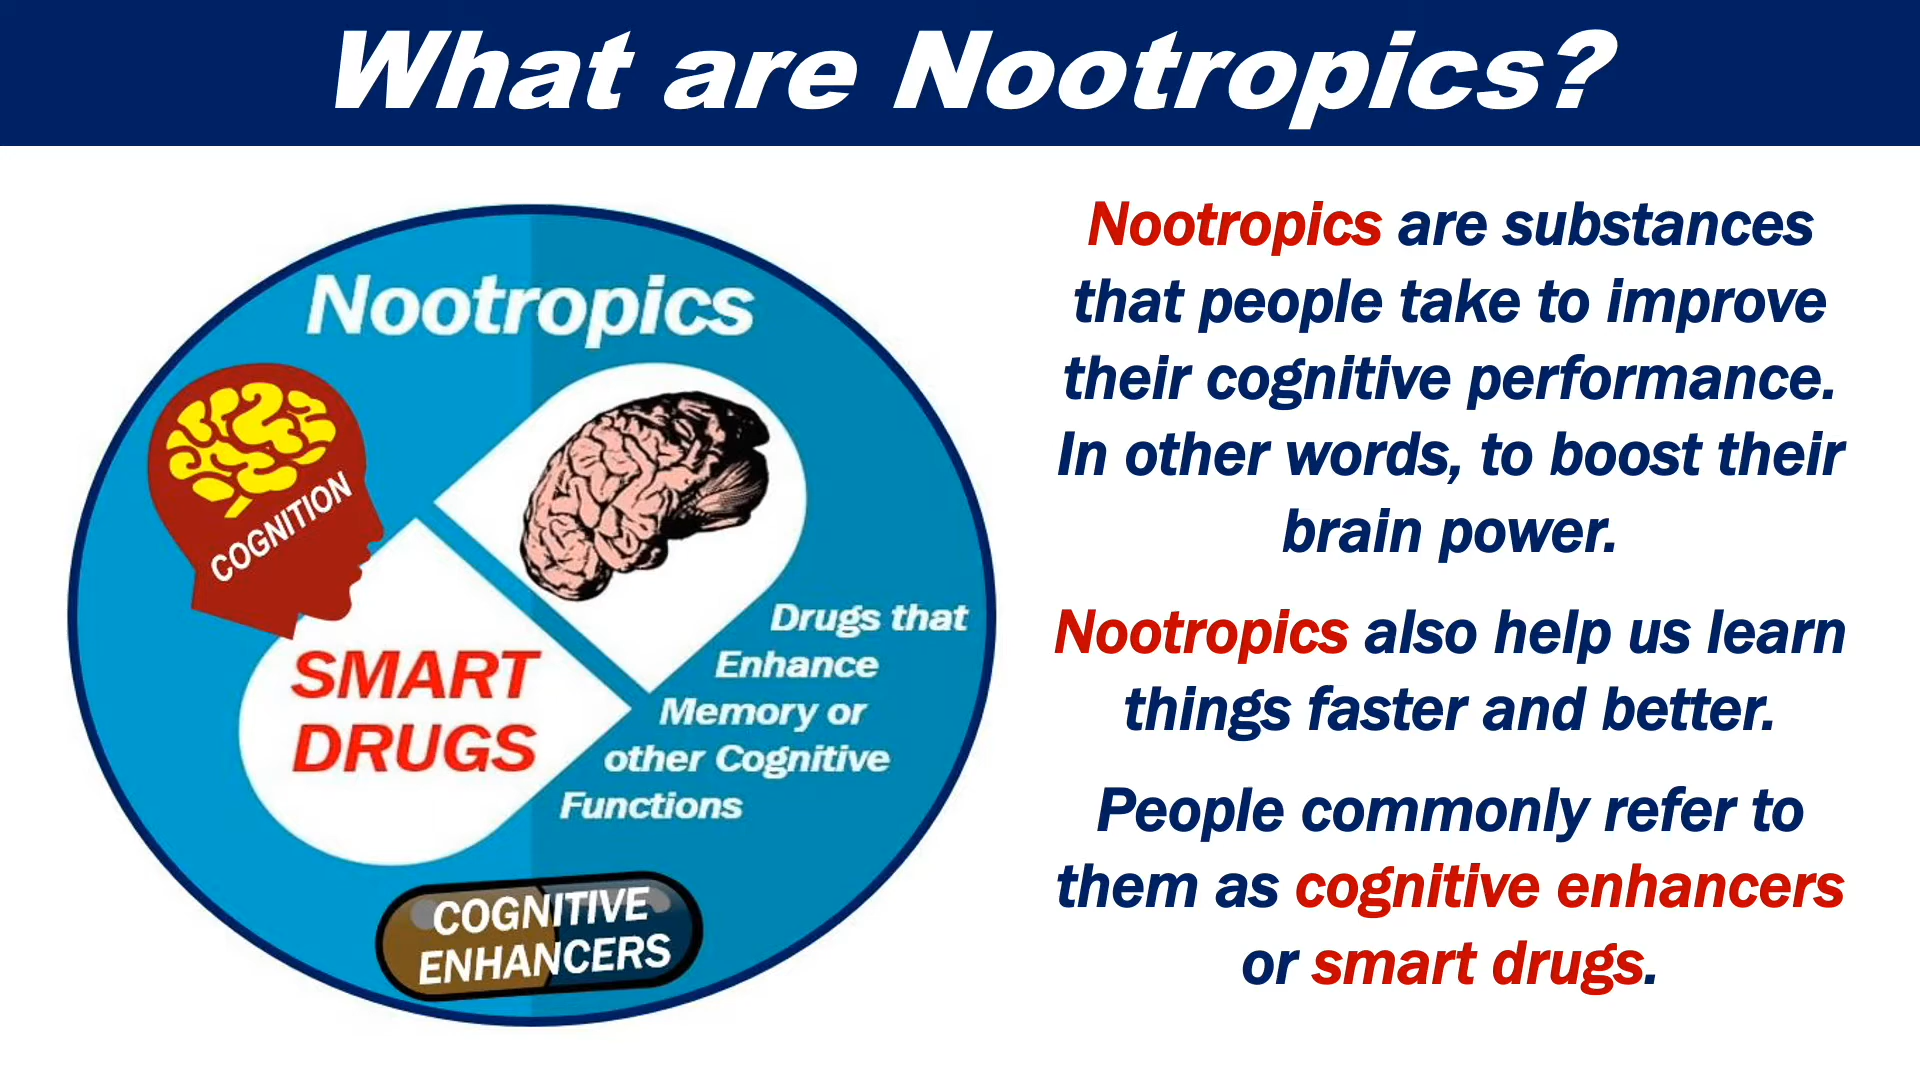 What are Nootropics?
Nootropics
COGNITION
SMART
DRUGS
Drugs that
Enhance
Memory or
other Cognitive
Functions
COGNITIVE
ENHANCERS
Nootropics are substances
that people take to improve
their cognitive performance.
In other words, to boost their
brain power.
Nootropics also help us learn
things faster and better.
People commonly refer to
them as cognitive enhancers
or smart drugs.